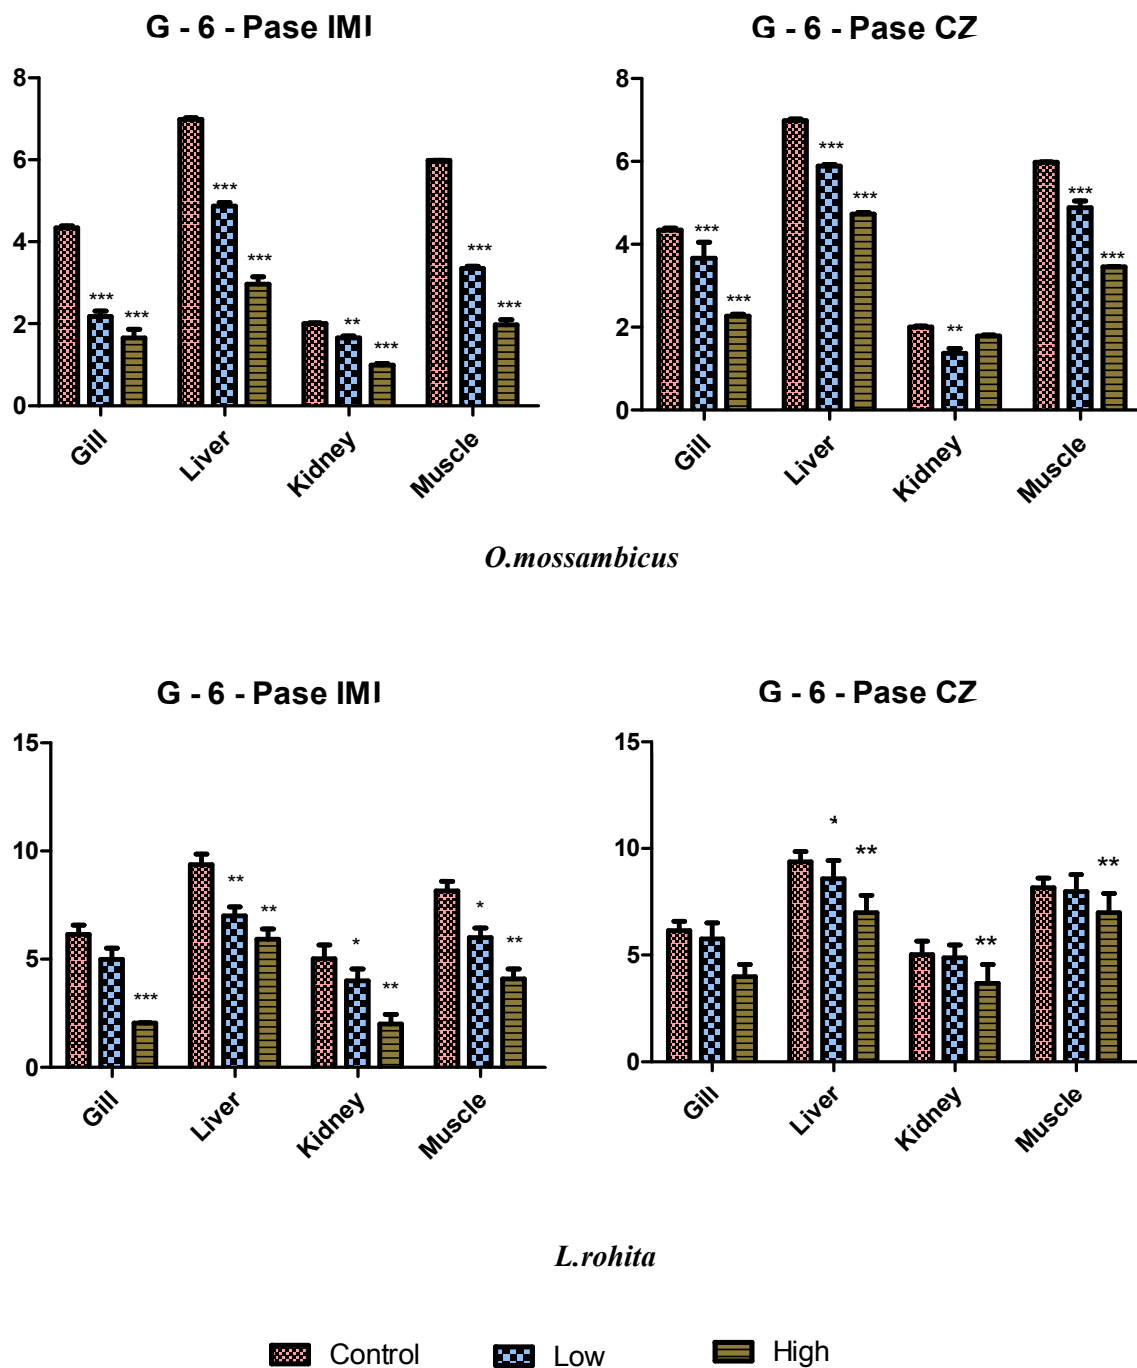 G - 6 - Pase IMI
G - 6 - Pase CZ
8
6
4
2
0
*** *** *** *** ** *** *** ***
Gill Liver Kidney Muscle
8
6
4
2
0
*** *** *** *** ** *** ***
Gill Liver Kidney Muscle
O.mossambicus
G - 6 - Pase IMI
G - 6 - Pase CZ
15
10
5
0
*** ** ** * ** * **
Gill Liver Kidney Muscle
15
10
5
0
* ** ** **
Gill Liver Kidney Muscle
L.rohita
Control Low High